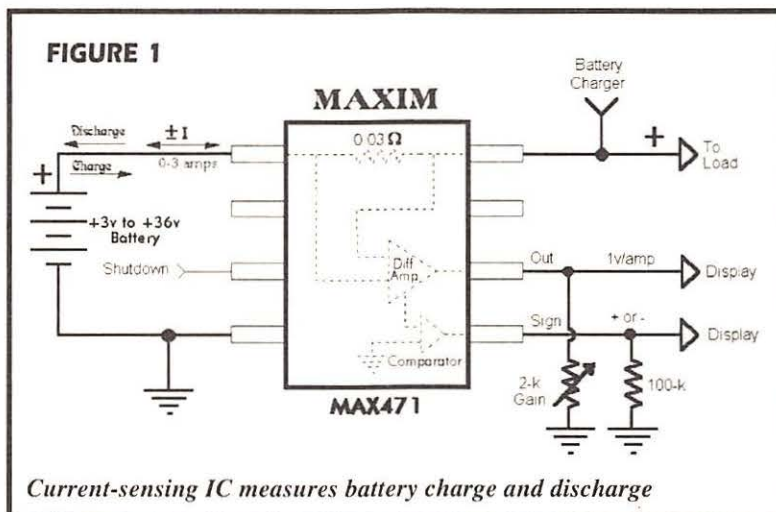 FIGURE 1
MAXIM
Battery
Charger
Discharge
±I
0-3 amps
Charge
0.03Ω
+
To
Load
+
+3v to +36v
Battery
Shutdown
Diff
Amp
Out
1v/amp
Display
Sign
+ or -
Display
Comparator
2-k
Gain
100-k
MAX471
Current-sensing IC measures battery charge and discharge